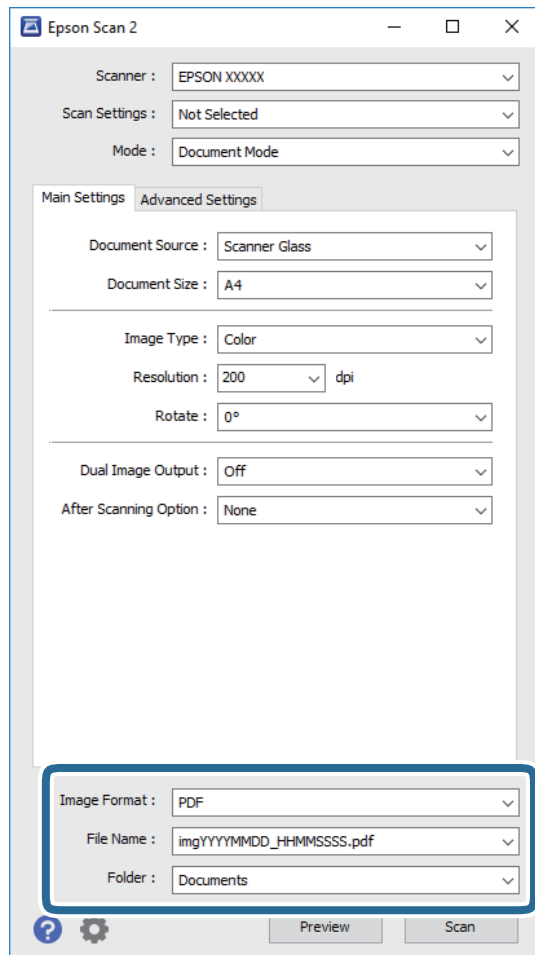 Epson Scan 2
Scanner : EPSON XXXXX
Scan Settings : Not Selected
Mode : Document Mode
Main Settings Advanced Settings
Document Source : Scanner Glass
Document Size : A4
Image Type : Color
Resolution : 200 dpi
Rotate : 0°
Dual Image Output : Off
After Scanning Option : None
Image Format : PDF
File Name : imgYYYYMMDD_HHMMSSSS.pdf
Folder : Documents
? Preview Scan